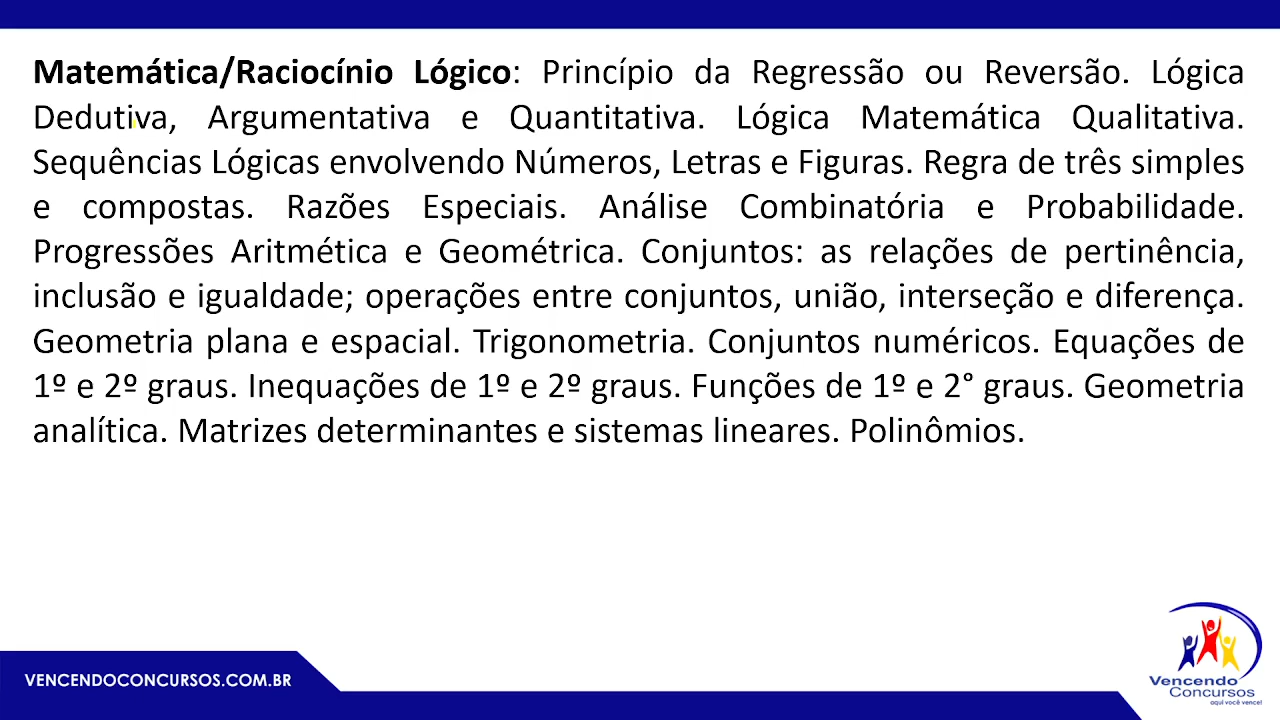 Matemática/Raciocínio Lógico: Princípio da Regressão ou Reversão. Lógica
Dedutiva, Argumentativa e Quantitativa. Lógica Matemática Qualitativa.
Sequências Lógicas envolvendo Números, Letras e Figuras. Regra de três simples
e compostas. Razões Especiais. Análise Combinatória e Probabilidade.
Progressões Aritmética e Geométrica. Conjuntos: as relações de pertinência,
inclusão e igualdade; operações entre conjuntos, união, interseção e diferença.
Geometria plana e espacial. Trigonometria. Conjuntos numéricos. Equações de
1º e 2º graus. Inequações de 1º e 2º graus. Funções de 1º e 2° graus. Geometria
analítica. Matrizes determinantes e sistemas lineares. Polinômios.
VENCENDOCONCURSOS.COM.BR
Vencendo
Concursos
aqui você vence!